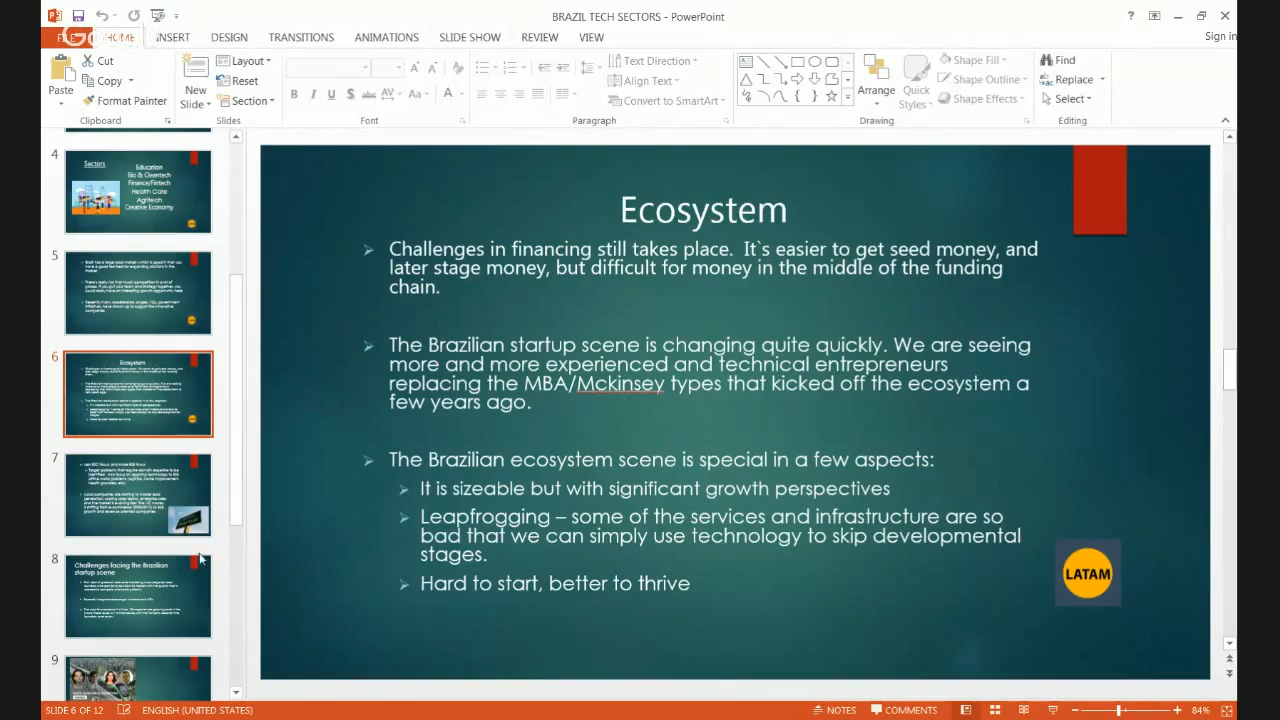 BRAZIL TECH SECTORS - PowerPoint
Sign in
FILE HOME INSERT DESIGN TRANSITIONS ANIMATIONS SLIDE SHOW REVIEW VIEW
Paste
Cut
Copy
Format Painter
Clipboard
New Slide
Layout
Reset
Section
Slides
Font
Text Direction
Align Text
Convert to SmartArt
Paragraph
Arrange
Quick Styles
Shape Fill
Shape Outline
Shape Effects
Drawing
Find
Replace
Select
Editing
4
Sectors
Education
Bio & Cleantech
Finance/Fintech
Health Care
Agritech
Creative Economy
5
6
Ecosystem
7
8
Challenges facing the Brazilian
startup scene
9
Ecosystem
Challenges in financing still takes place. It`s easier to get seed money, and
later stage money, but difficult for money in the middle of the funding
chain.
The Brazilian startup scene is changing quite quickly. We are seeing
more and more experienced and technical entrepreneurs
replacing the MBA/Mckinsey types that kicked off the ecosystem a
few years ago.
The Brazilian ecosystem scene is special in a few aspects:
It is sizeable but with significant growth perspectives
Leapfrogging – some of the services and infrastructure are so
bad that we can simply use technology to skip developmental
stages.
Hard to start, better to thrive
LATAM
SLIDE 6 OF 12
ENGLISH (UNITED STATES)
NOTES
COMMENTS
84%